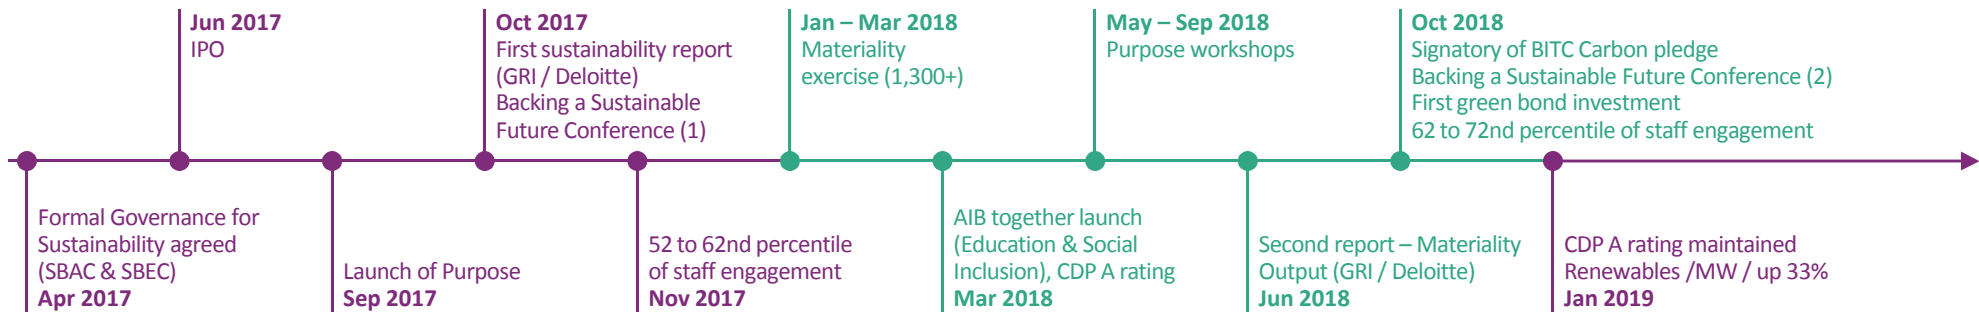 Jun 2017
IPO
Oct 2017
First sustainability report
(GRI / Deloitte)
Backing a Sustainable
Future Conference (1)
Jan – Mar 2018
Materiality
exercise (1,300+)
May – Sep 2018
Purpose workshops
Oct 2018
Signatory of BITC Carbon pledge
Backing a Sustainable Future Conference (2)
First green bond investment
62 to 72nd percentile of staff engagement
Formal Governance for
Sustainability agreed
(SBAC & SBEC)
Apr 2017
Launch of Purpose
Sep 2017
52 to 62nd percentile
of staff engagement
Nov 2017
AIB together launch
(Education & Social
Inclusion), CDP A rating
Mar 2018
Second report – Materiality
Output (GRI / Deloitte)
Jun 2018
CDP A rating maintained
Renewables /MW / up 33%
Jan 2019